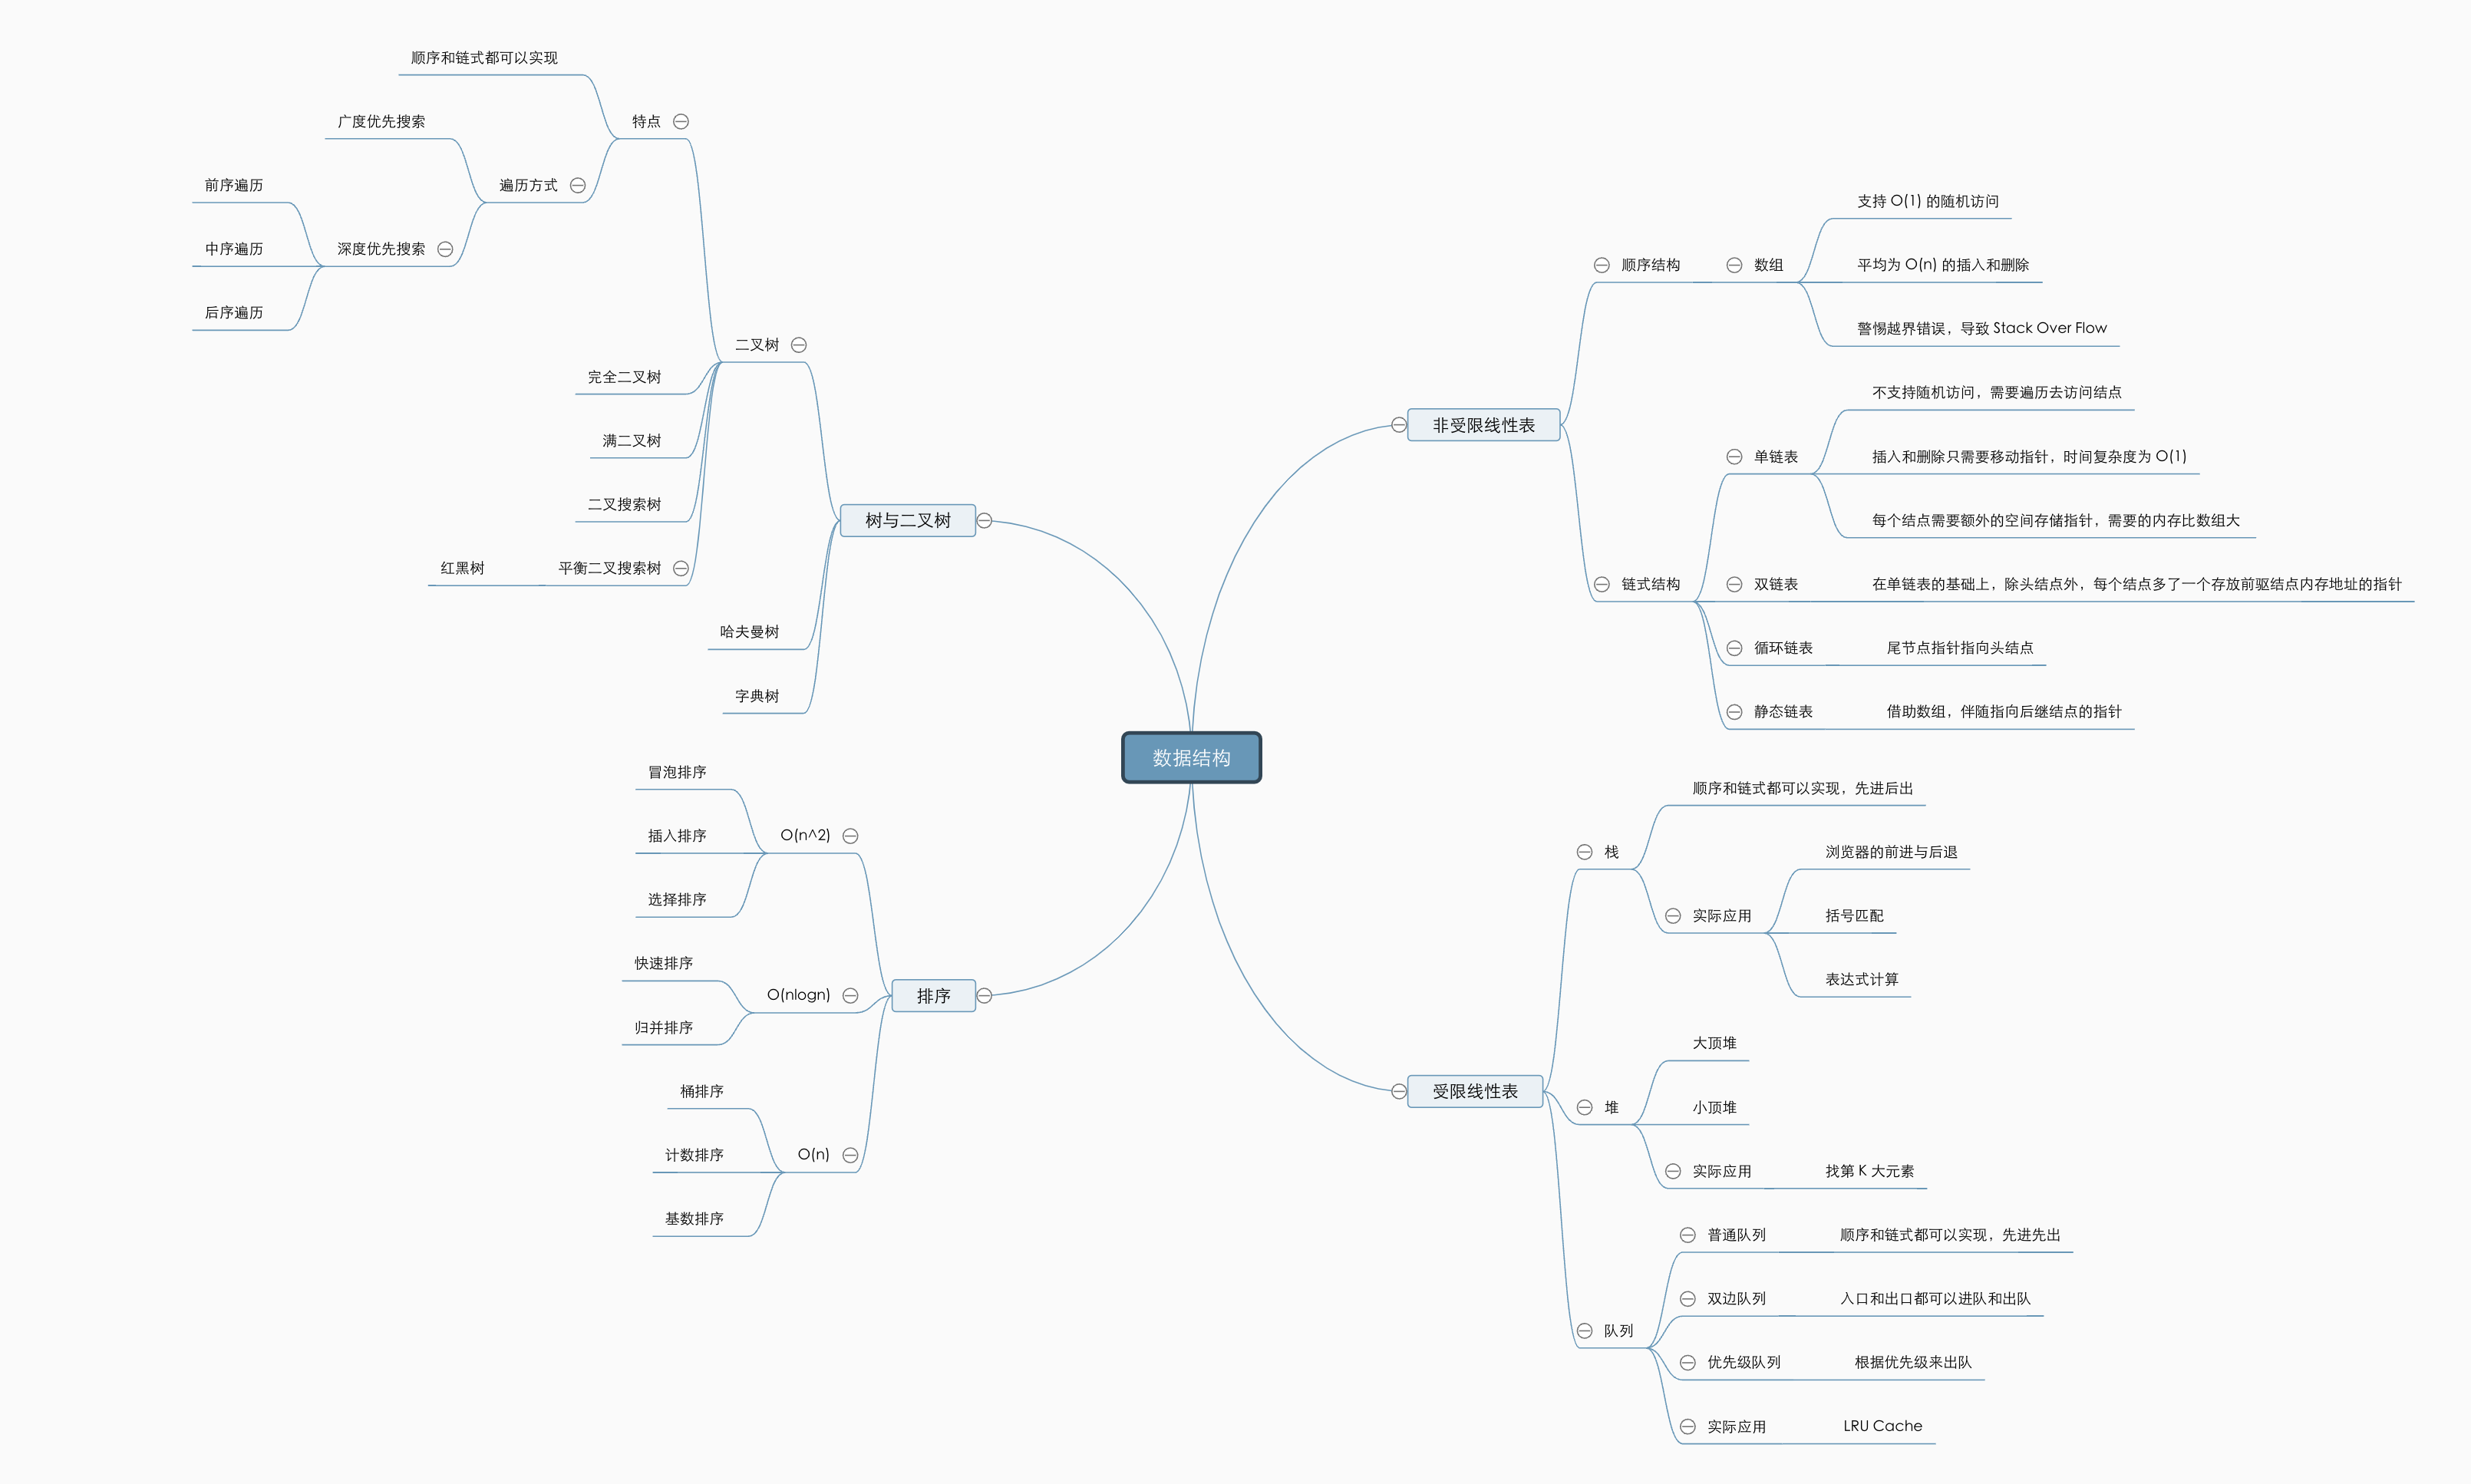 数据结构
非受限线性表
顺序结构
数组
支持 O(1) 的随机访问
平均为 O(n) 的插入和删除
警惕越界错误，导致 Stack Over Flow
链式结构
单链表
不支持随机访问，需要遍历去访问结点
插入和删除只需要移动指针，时间复杂度为 O(1)
每个结点需要额外的空间存储指针，需要的内存比数组大
双链表
在单链表的基础上，除头结点外，每个结点多了一个存放前驱结点内存地址的指针
循环链表
尾节点指针指向头结点
静态链表
借助数组，伴随指向后继结点的指针
受限线性表
栈
顺序和链式都可以实现，先进后出
实际应用
浏览器的前进与后退
括号匹配
表达式计算
堆
大顶堆
小顶堆
实际应用
找第 K 大元素
队列
普通队列
顺序和链式都可以实现，先进先出
双边队列
入口和出口都可以进队和出队
优先级队列
根据优先级来出队
实际应用
LRU Cache
树与二叉树
二叉树
特点
顺序和链式都可以实现
遍历方式
广度优先搜索
深度优先搜索
前序遍历
中序遍历
后序遍历
完全二叉树
满二叉树
二叉搜索树
平衡二叉搜索树
红黑树
哈夫曼树
字典树
排序
O(n^2)
冒泡排序
插入排序
选择排序
O(nlogn)
快速排序
归并排序
O(n)
桶排序
计数排序
基数排序